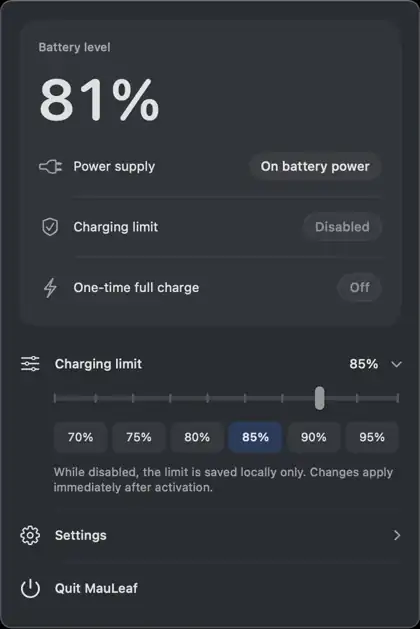 Battery level
81%
Power supply
On battery power
Charging limit
Disabled
One-time full charge
Off
Charging limit
85%
70%
75%
80%
85%
90%
95%
While disabled, the limit is saved locally only. Changes apply
immediately after activation.
Settings
Quit MauLeaf